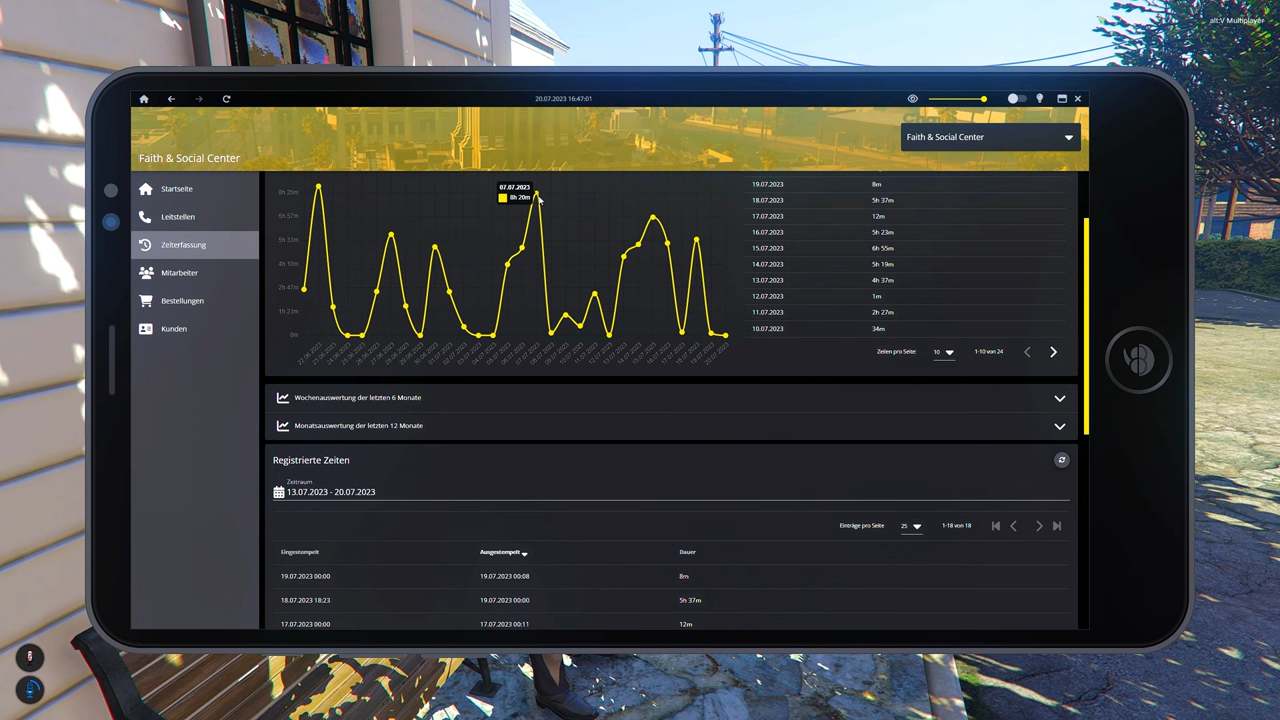 alt:V Multiplayer
20.07.2023 16:47:01
Faith & Social Center
Faith & Social Center
Startseite
Leitstellen
Zeiterfassung
Mitarbeiter
Bestellungen
Kunden
07.07.2023
8h 20m
8h 20m
6h 57m
5h 33m
4h 10m
2h 47m
1h 23m
0m
19.07.2023 8m
18.07.2023 5h 37m
17.07.2023 12m
16.07.2023 5h 23m
15.07.2023 6h 55m
14.07.2023 5h 19m
13.07.2023 4h 37m
12.07.2023 1m
11.07.2023 2h 27m
10.07.2023 34m
Zeilen pro Seite: 10 1-10 von 24
Wochenauswertung der letzten 6 Monate
Monatsauswertung der letzten 12 Monate
Registrierte Zeiten
Zeitraum
13.07.2023 - 20.07.2023
Einträge pro Seite 25 1-18 von 18
Eingestempelt Ausgestempelt Dauer
19.07.2023 00:00 19.07.2023 00:08 8m
18.07.2023 18:23 19.07.2023 00:00 5h 37m
17.07.2023 00:00 17.07.2023 00:11 12m